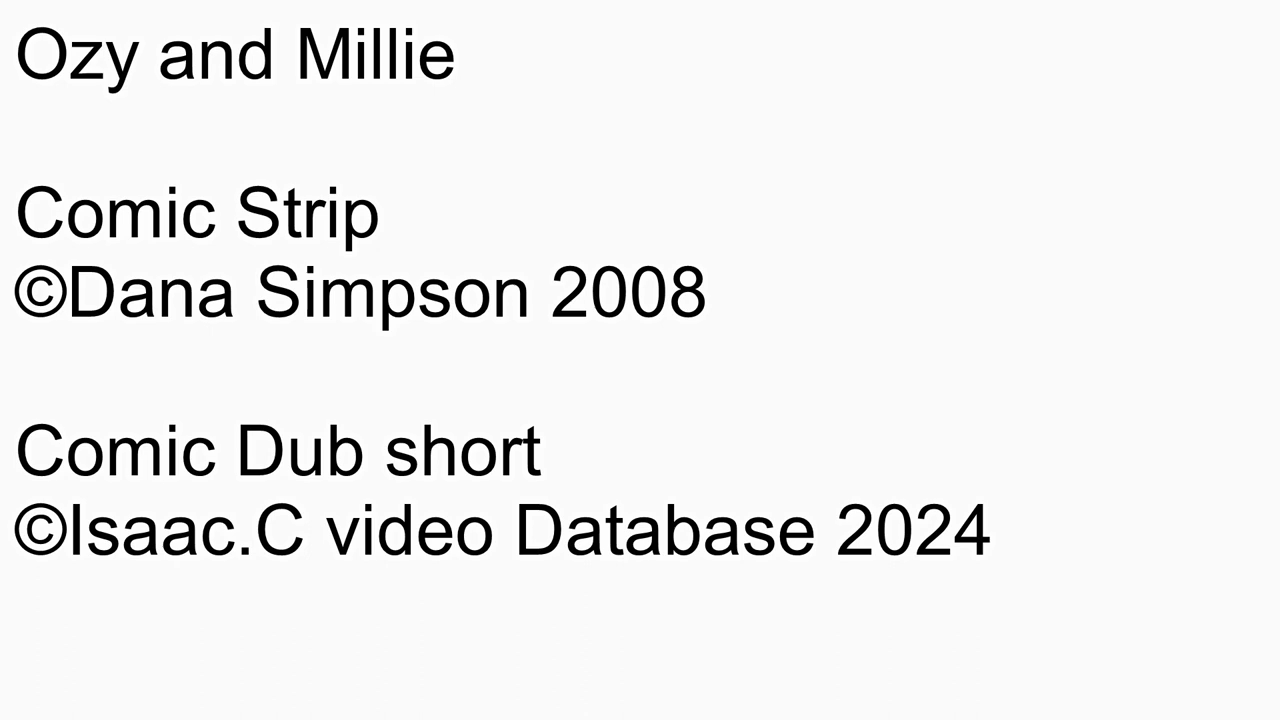 Ozy and Millie
Comic Strip
©Dana Simpson 2008
Comic Dub short
©Isaac.C video Database 2024